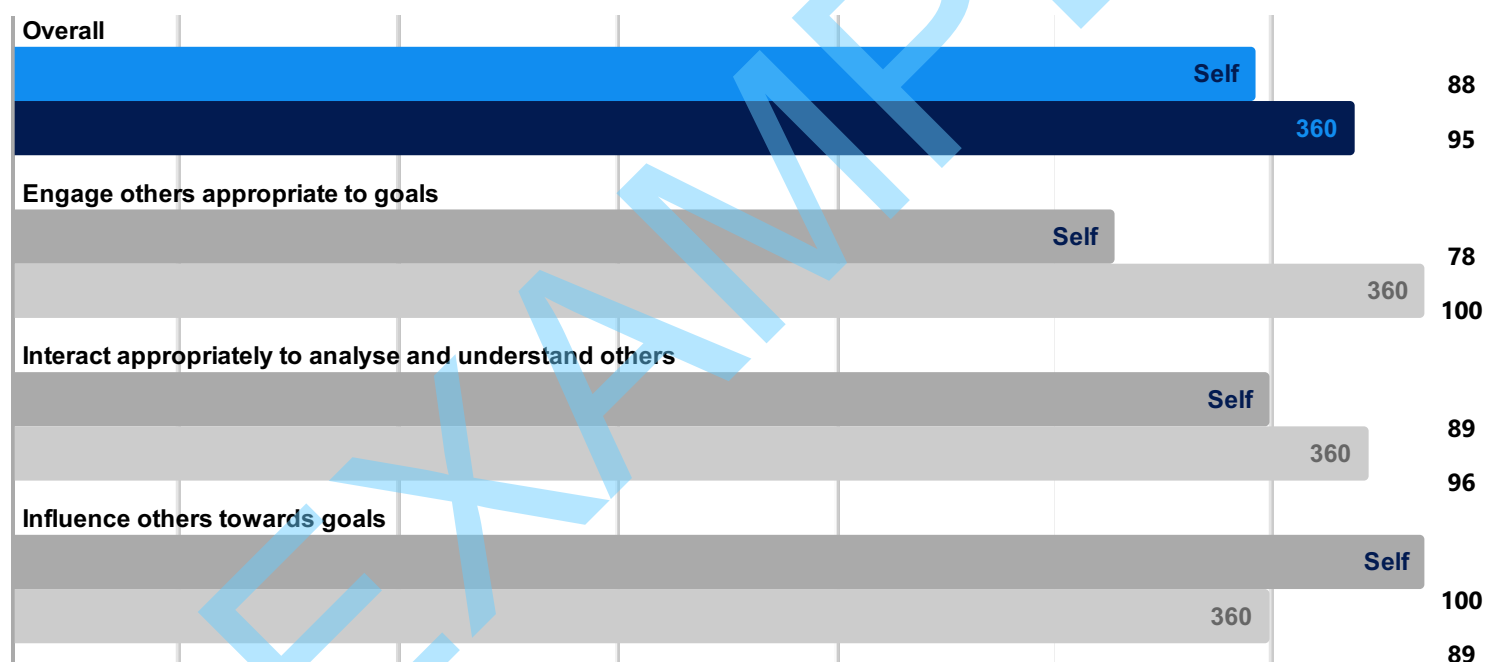 Overall
Self 88
360 95
Engage others appropriate to goals
Self 78
360 100
Interact appropriately to analyse and understand others
Self 89
360 96
Influence others towards goals
Self 100
360 89
EXAMP